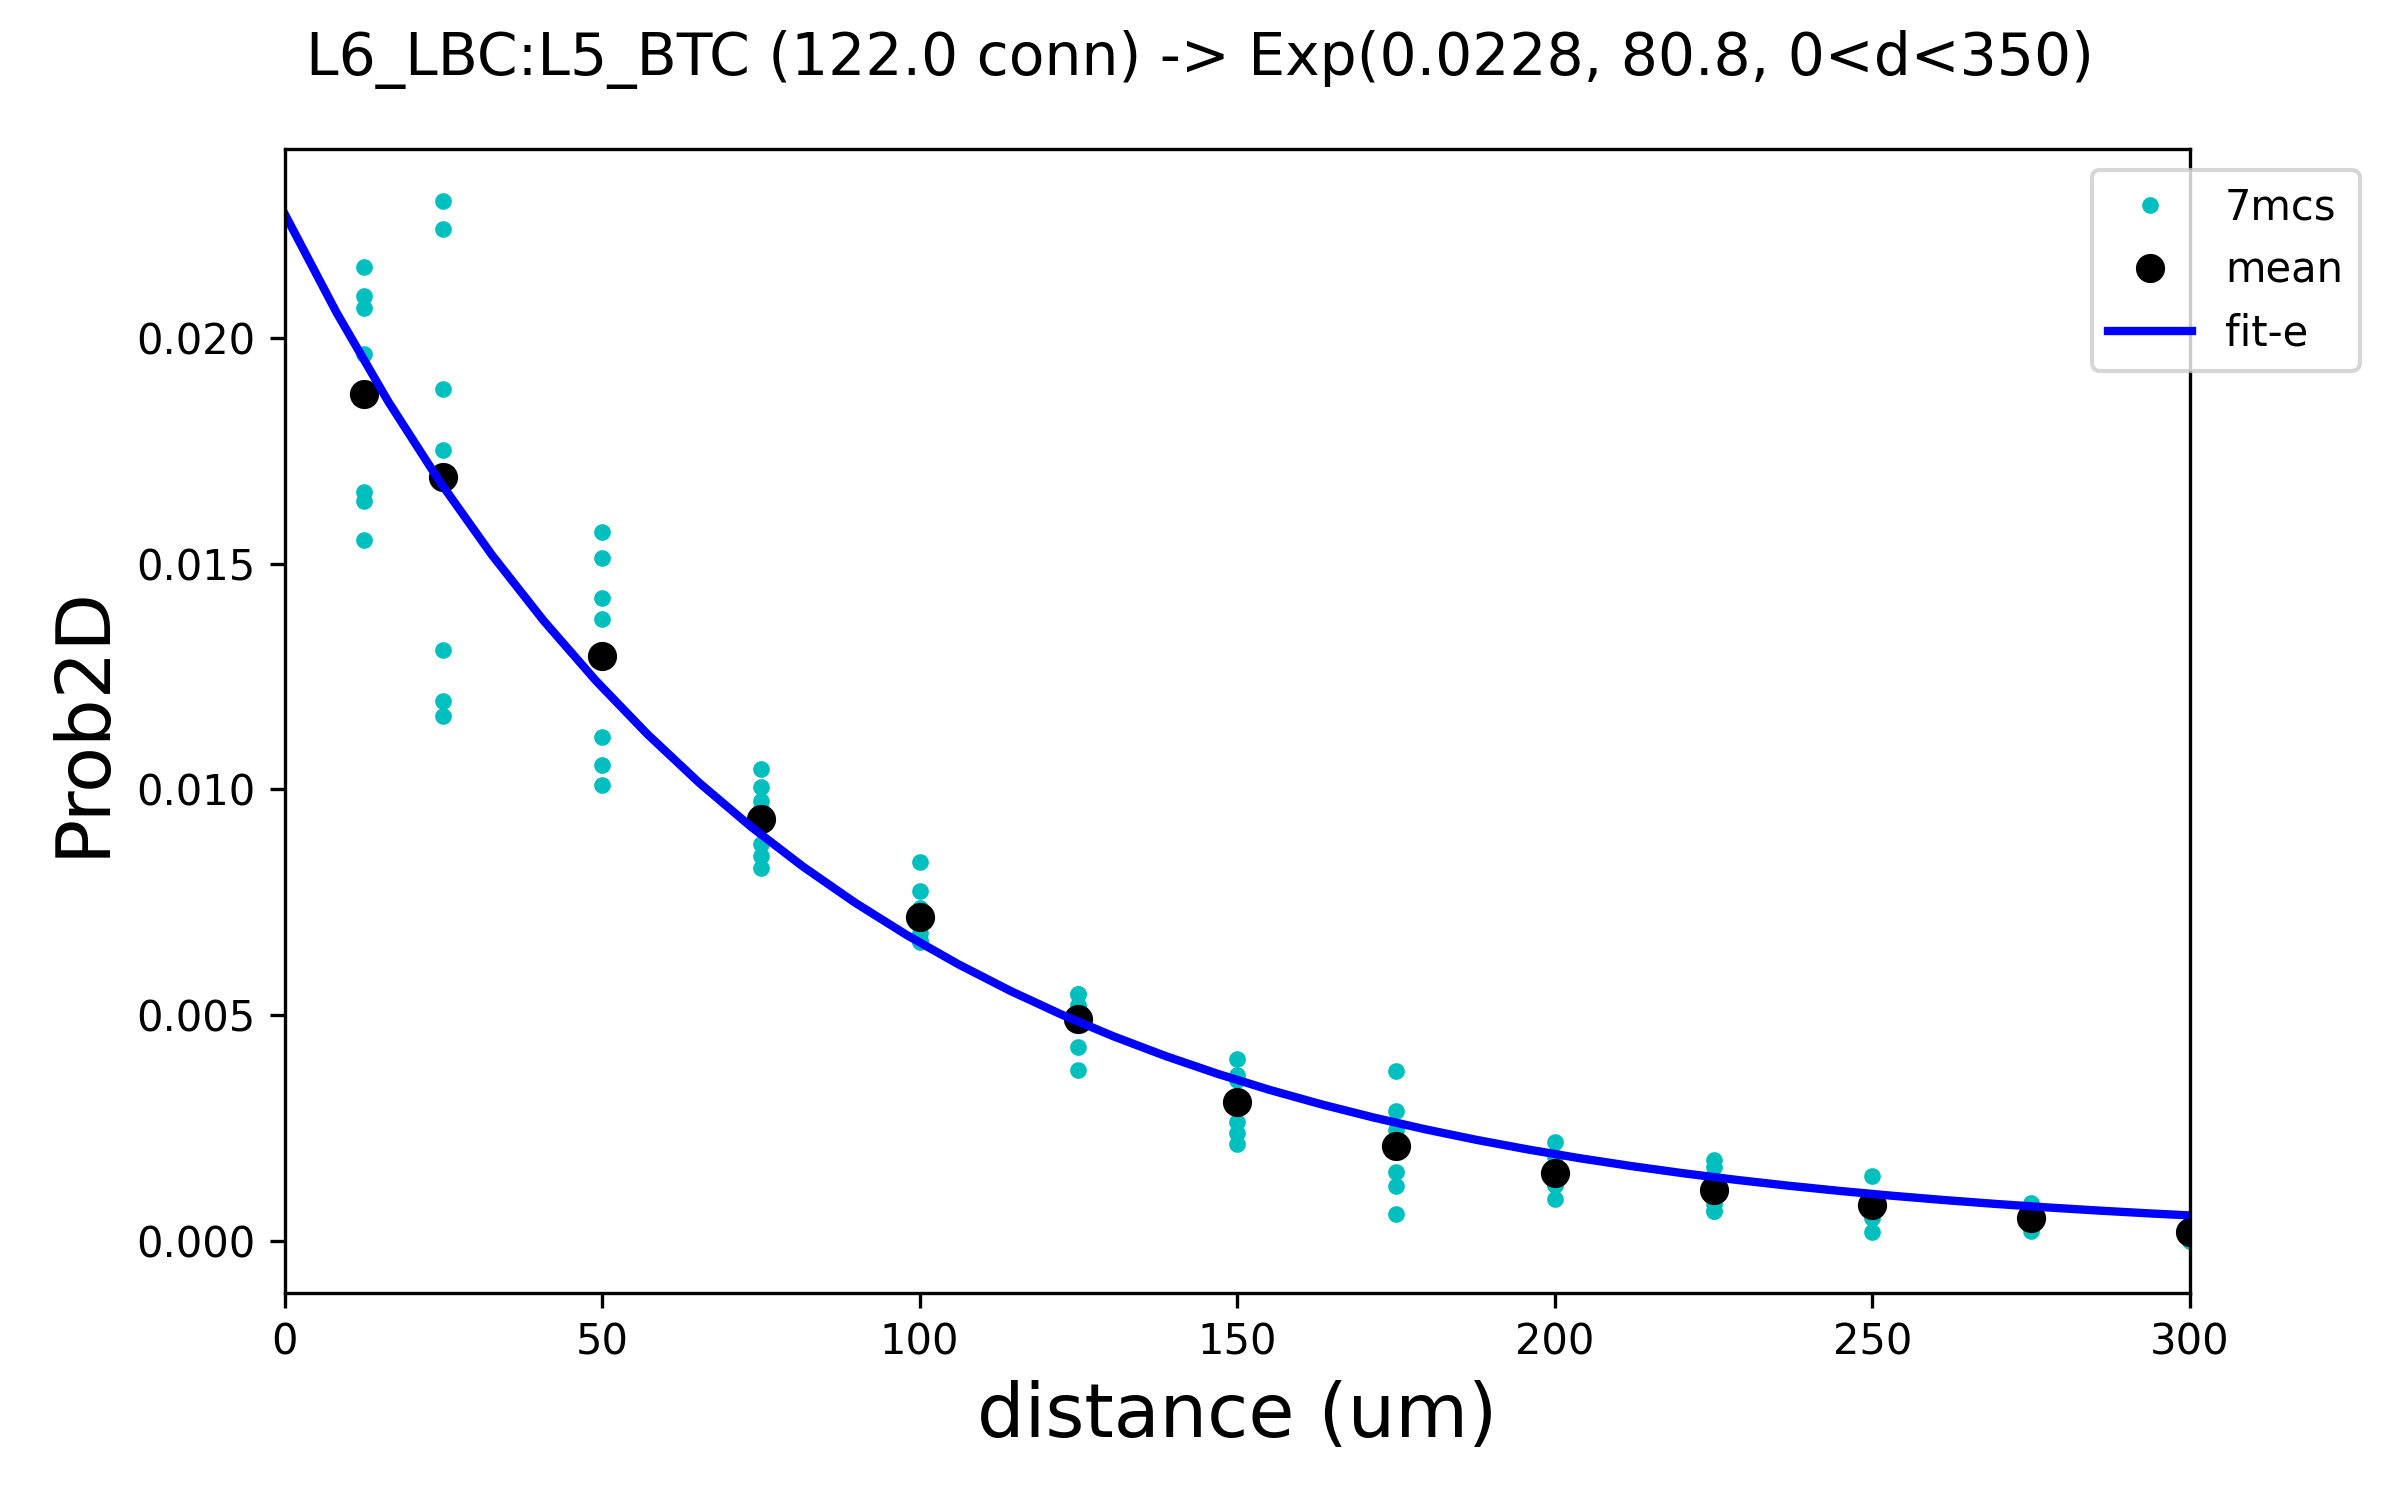 L6_LBC:L5_BTC (122.0 conn) -> Exp(0.0228, 80.8, 0<d<350)
7mcs
mean
fit-e
Prob2D
0.020
0.015
0.010
0.005
0.000
0 50 100 150 200 250 300
distance (um)